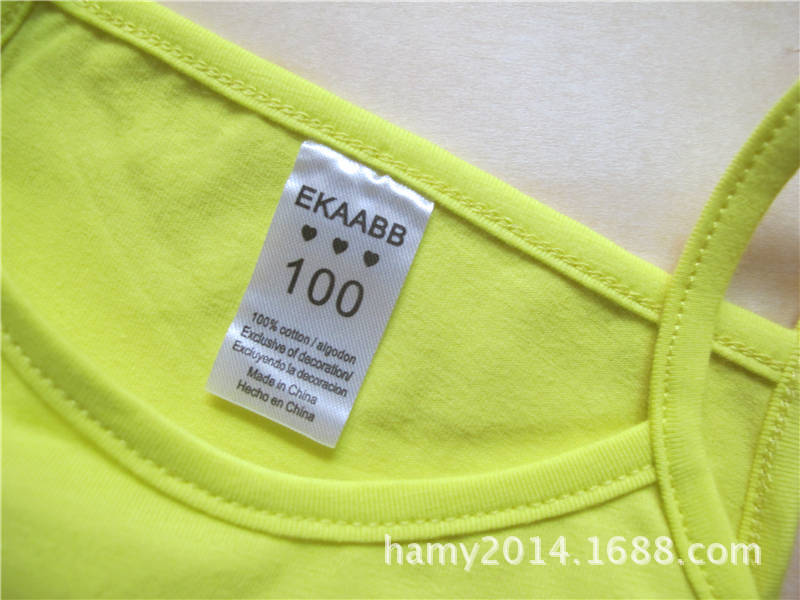 EKAABB
♥ ♥ ♥
100
100% cotton / algodon
Exclusive of decoration/
Excluyendo la decoracion
Made in China
Hecho en China
hamy2014.1688.com